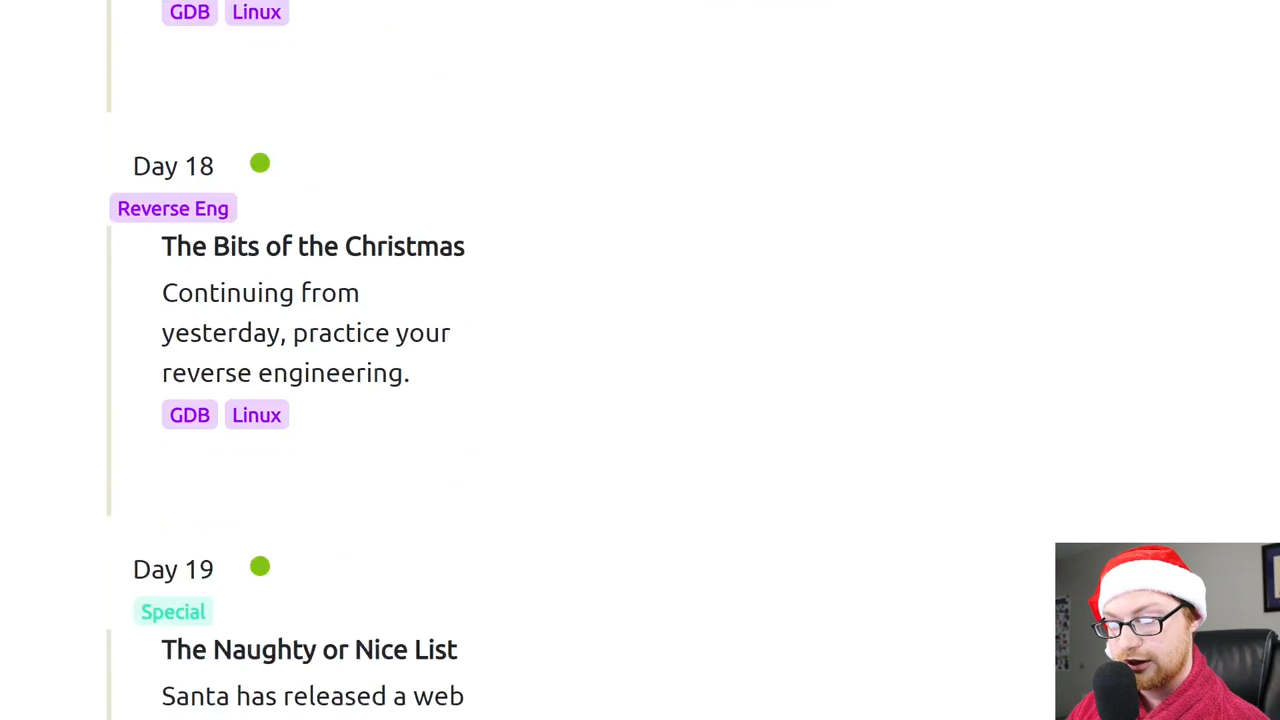 GDB Linux
Day 18
Reverse Eng
The Bits of the Christmas
Continuing from
yesterday, practice your
reverse engineering.
GDB Linux
Day 19
Special
The Naughty or Nice List
Santa has released a web